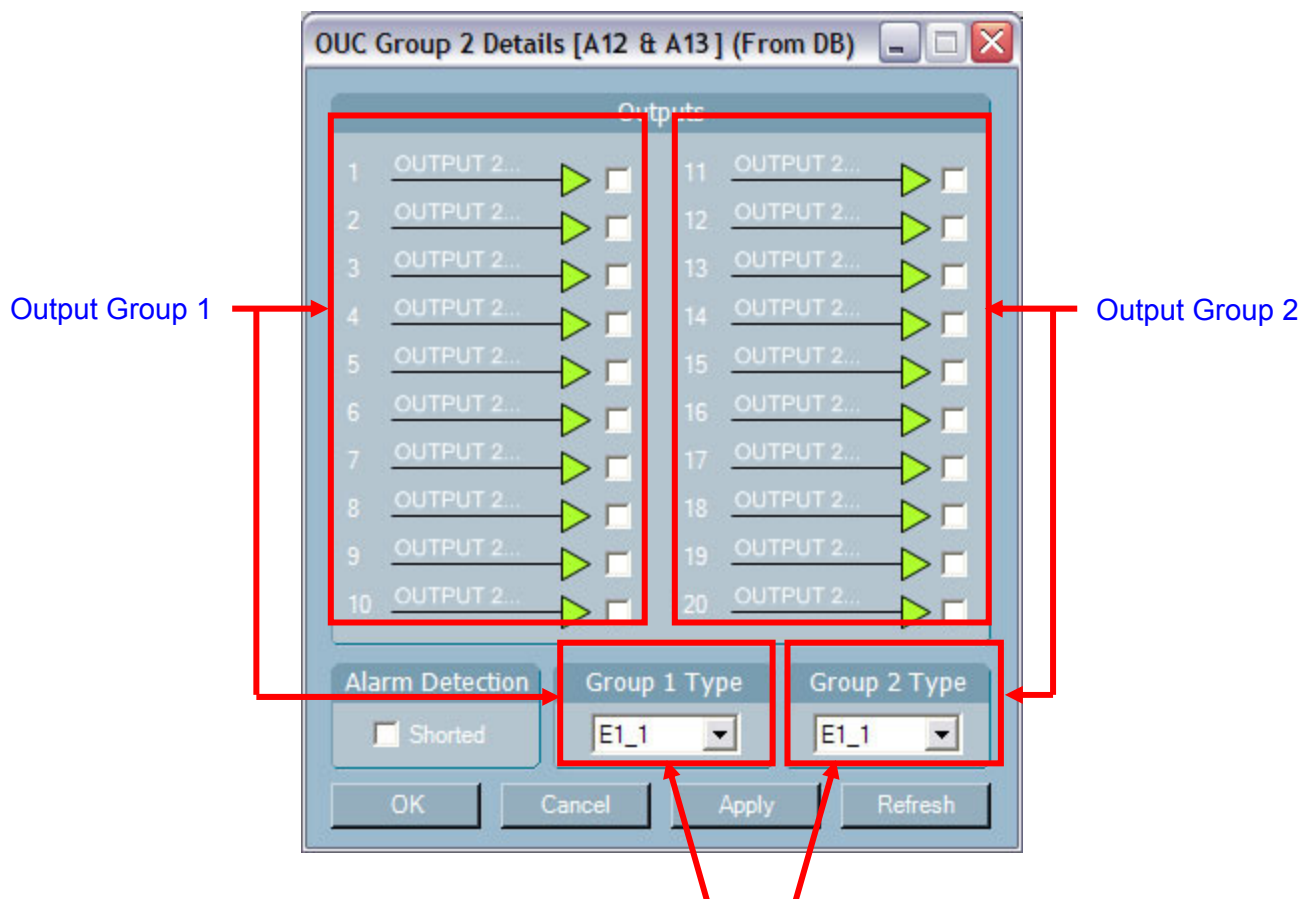 OUC Group 2 Details [A12 & A13] (From DB)
Outputs
1 OUTPUT 2... 11 OUTPUT 2...
2 OUTPUT 2... 12 OUTPUT 2...
3 OUTPUT 2... 13 OUTPUT 2...
Output Group 1 4 OUTPUT 2... 14 OUTPUT 2... Output Group 2
5 OUTPUT 2... 15 OUTPUT 2...
6 OUTPUT 2... 16 OUTPUT 2...
7 OUTPUT 2... 17 OUTPUT 2...
8 OUTPUT 2... 18 OUTPUT 2...
9 OUTPUT 2... 19 OUTPUT 2...
10 OUTPUT 2... 20 OUTPUT 2...
Alarm Detection Group 1 Type Group 2 Type
Shorted E1_1 E1_1
OK Cancel Apply Refresh